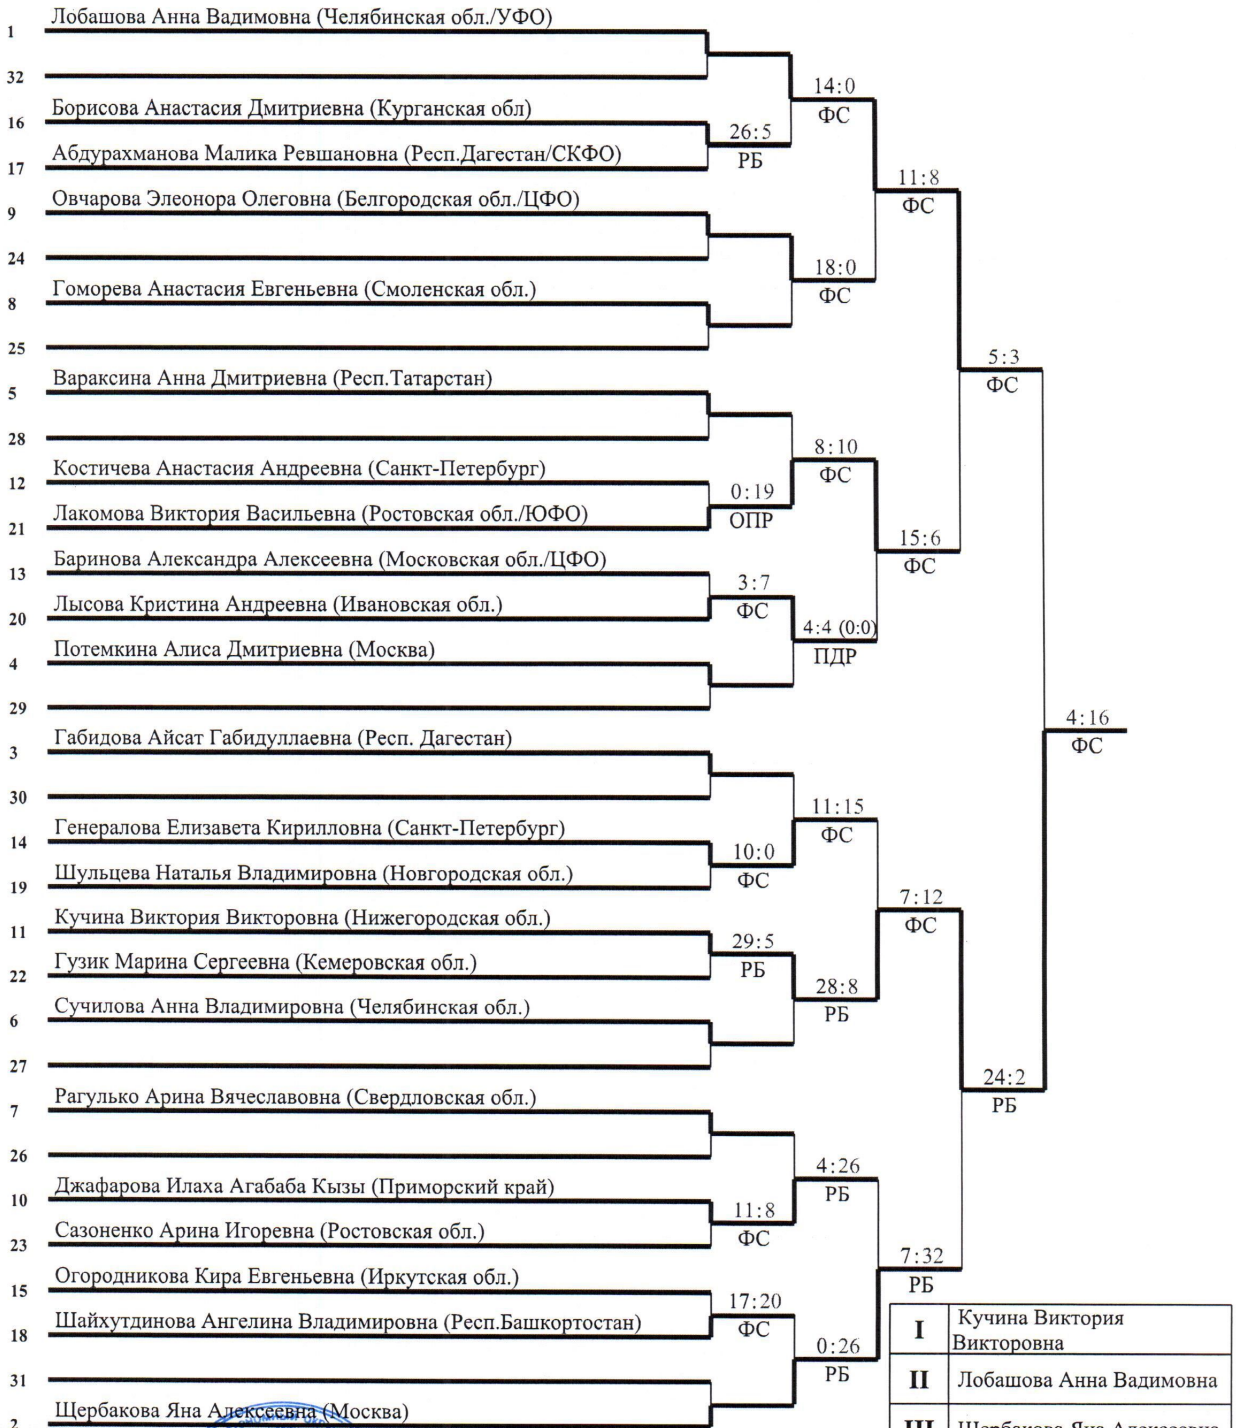 Лобашова Анна Вадимовна (Челябинская обл./УФО)
1
32
14:0
ФС
Борисова Анастасия Дмитриевна (Курганская обл)
16
26:5
РБ
Абдурахманова Малика Ревшановна (Респ.Дагестан/СКФО)
17
11:8
ФС
Овчарова Элеонора Олеговна (Белгородская обл./ЦФО)
9
24
18:0
ФС
Гоморева Анастасия Евгеньевна (Смоленская обл.)
8
25
5:3
ФС
Вараксина Анна Дмитриевна (Респ.Татарстан)
5
28
8:10
ФС
Костичева Анастасия Андреевна (Санкт-Петербург)
12
0:19
ОПР
Лакомова Виктория Васильевна (Ростовская обл./ЮФО)
21
15:6
ФС
Баринова Александра Алексеевна (Московская обл./ЦФО)
13
3:7
ФС
Лысова Кристина Андреевна (Ивановская обл.)
20
4:4 (0:0)
ПДР
Потемкина Алиса Дмитриевна (Москва)
4
29
4:16
ФС
Габидова Айсат Габидуллаевна (Респ. Дагестан)
3
30
11:15
ФС
Генералова Елизавета Кирилловна (Санкт-Петербург)
14
10:0
ФС
Шульцева Наталья Владимировна (Новгородская обл.)
19
7:12
ФС
Кучина Виктория Викторовна (Нижегородская обл.)
11
29:5
РБ
Гузик Марина Сергеевна (Кемеровская обл.)
22
28:8
РБ
Сучилова Анна Владимировна (Челябинская обл.)
6
27
24:2
РБ
Рагулько Арина Вячеславовна (Свердловская обл.)
7
26
4:26
РБ
Джафарова Илаха Агабаба Кызы (Приморский край)
10
11:8
ФС
Сазоненко Арина Игоревна (Ростовская обл.)
23
7:32
РБ
Огородникова Кира Евгеньевна (Иркутская обл.)
15
17:20
ФС
Шайхутдинова Ангелина Владимировна (Респ.Башкортостан)
18
0:26
РБ
31
Щербакова Яна Алексеевна (Москва)
2
I Кучина Виктория
Викторовна
II Лобашова Анна Вадимовна
III Щербакова Яна Алексеевна